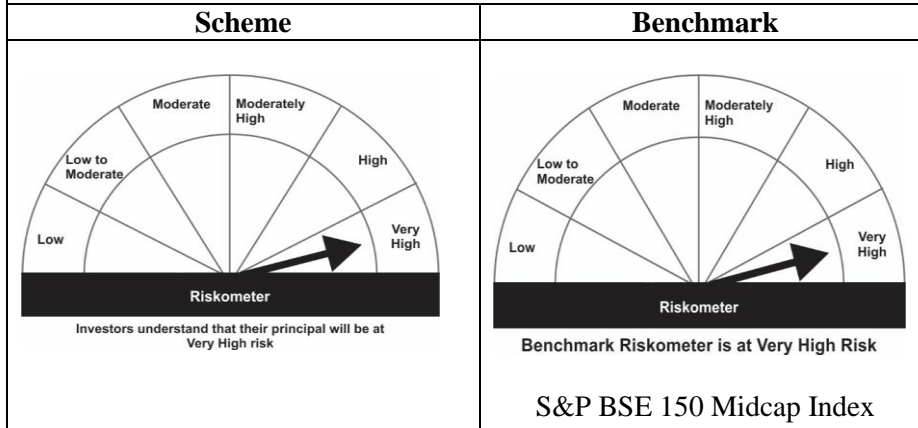 Scheme
Moderate
Moderately
High
Low to
Moderate
High
Low
Very
High
Riskometer
Investors understand that their principal will be at
Very High risk
Benchmark
Moderate
Moderately
High
Low to
Moderate
High
Low
Very
High
Riskometer
Benchmark Riskometer is at Very High Risk
S&P BSE 150 Midcap Index